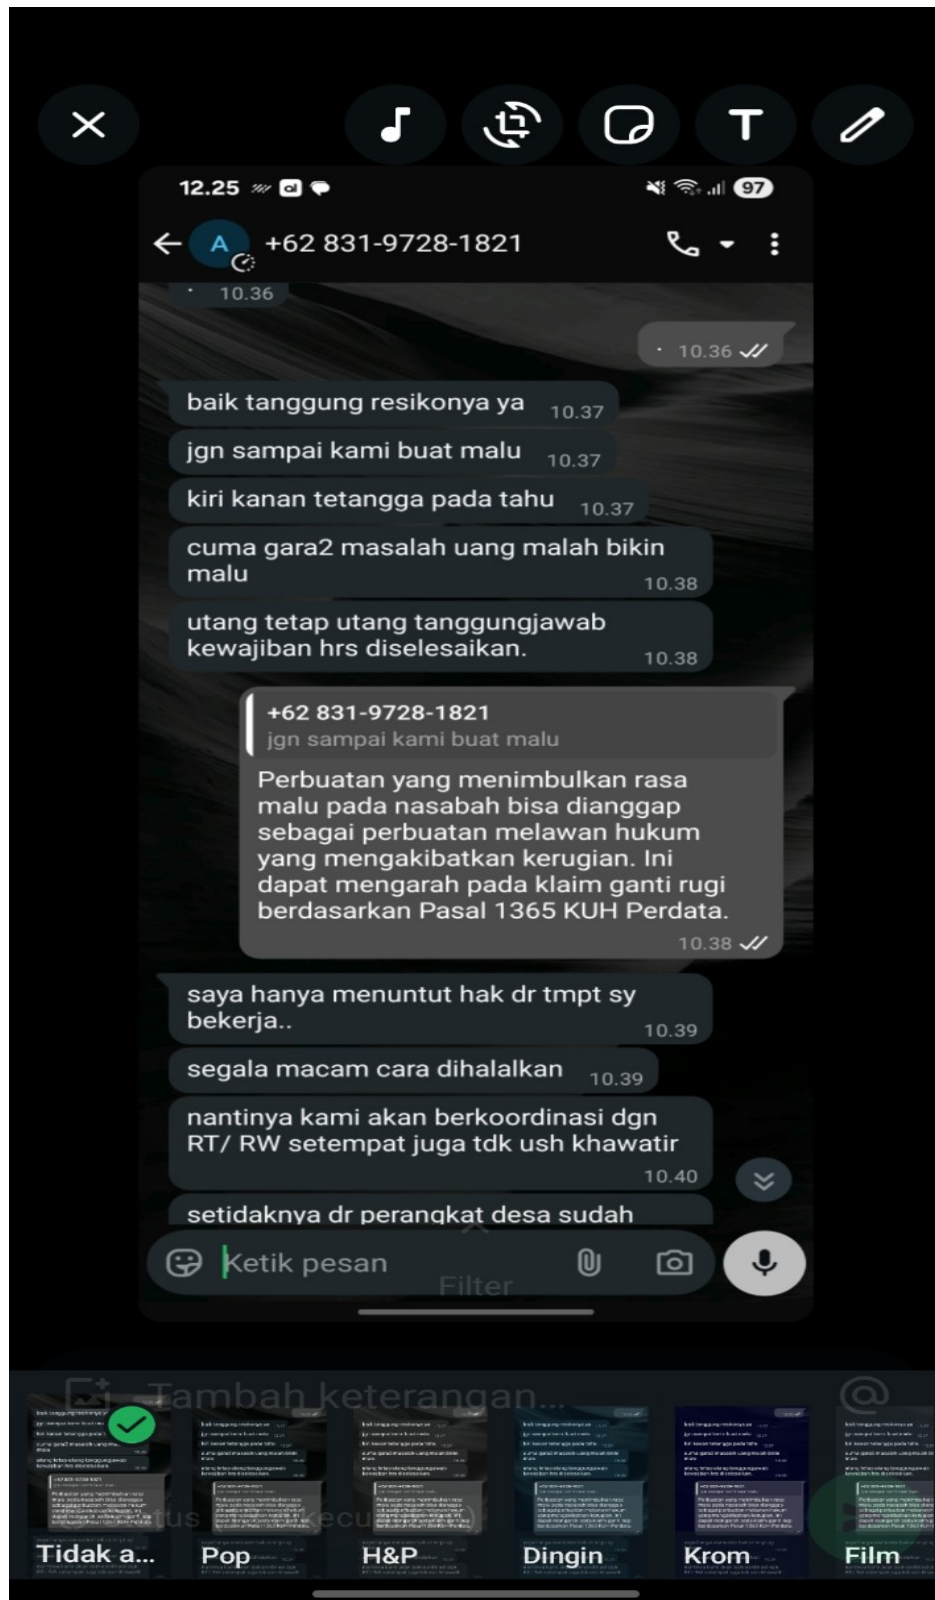 12.25
97
A
+62 831-9728-1821
10.36
10.36
baik tanggung resikonya ya 10.37
jgn sampai kami buat malu 10.37
kiri kanan tetangga pada tahu 10.37
cuma gara2 masalah uang malah bikin
malu 10.38
utang tetap utang tanggungjawab
kewajiban hrs diselesaikan. 10.38
+62 831-9728-1821
jgn sampai kami buat malu
Perbuatan yang menimbulkan rasa
malu pada nasabah bisa dianggap
sebagai perbuatan melawan hukum
yang mengakibatkan kerugian. Ini
dapat mengarah pada klaim ganti rugi
berdasarkan Pasal 1365 KUH Perdata.
10.38
saya hanya menuntut hak dr tmpt sy
bekerja.. 10.39
segala macam cara dihalalkan 10.39
nantinya kami akan berkoordinasi dgn
RT/ RW setempat juga tdk ush khawatir
10.40
setidaknya dr perangkat desa sudah
Ketik pesan
Filter
Tambah keterangan...
Tidak a...
Pop
H&P
Dingin
Krom
Film